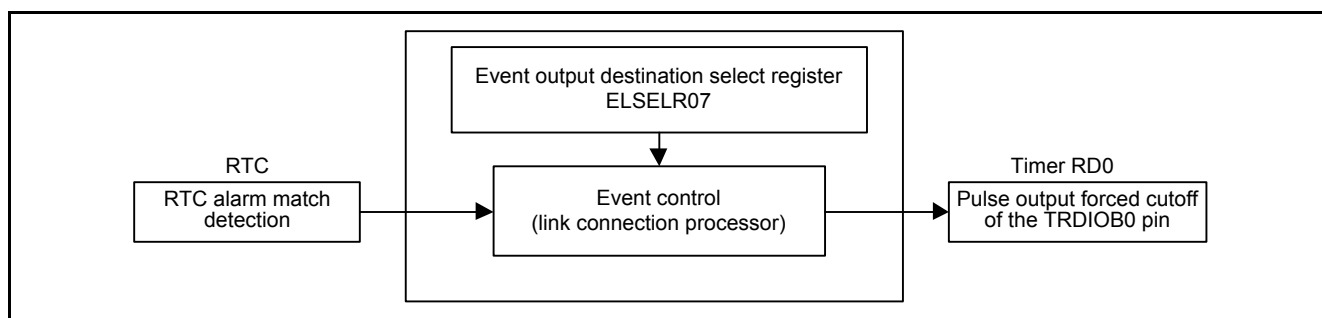 Event output destination select register
ELSELR07
RTC
RTC alarm match
detection
Event control
(link connection processor)
Timer RD0
Pulse output forced cutoff
of the TRDIOB0 pin